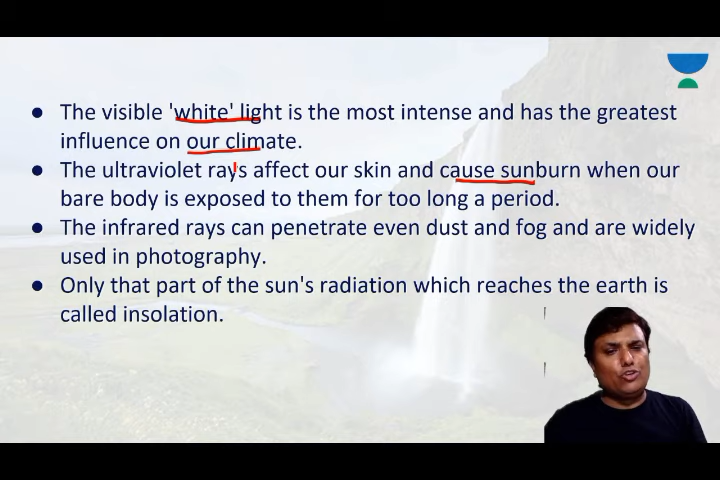 ● The visible 'white' light is the most intense and has the greatest
influence on our climate.
● The ultraviolet rays affect our skin and cause sunburn when our
bare body is exposed to them for too long a period.
● The infrared rays can penetrate even dust and fog and are widely
used in photography.
● Only that part of the sun's radiation which reaches the earth is
called insolation.